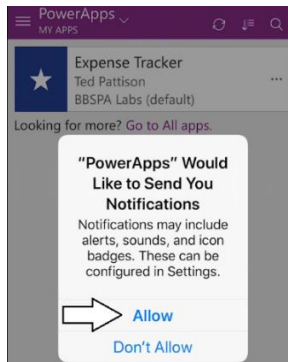 PowerApps
MY APPS
Expense Tracker
Ted Pattison
BBSPA Labs (default)
Looking for more? Go to All apps.
"PowerApps" Would
Like to Send You
Notifications
Notifications may include
alerts, sounds, and icon
badges. These can be
configured in Settings.
Allow
Don't Allow